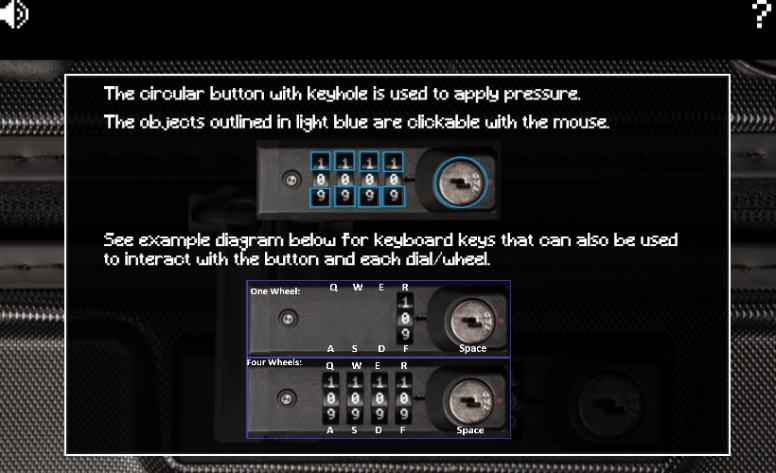 ?
The circular button with keyhole is used to apply pressure.
The objects outlined in light blue are clickable with the mouse.
1 1 1 1
0 0 0 0
9 9 9 9
See example diagram below for keyboard keys that can also be used
to interact with the button and each dial/wheel.
One Wheel: Q W E R
1
0
9
A S D F Space
Four Wheels: Q W E R
1 1 1 1
0 0 0 0
9 9 9 9
A S D F Space